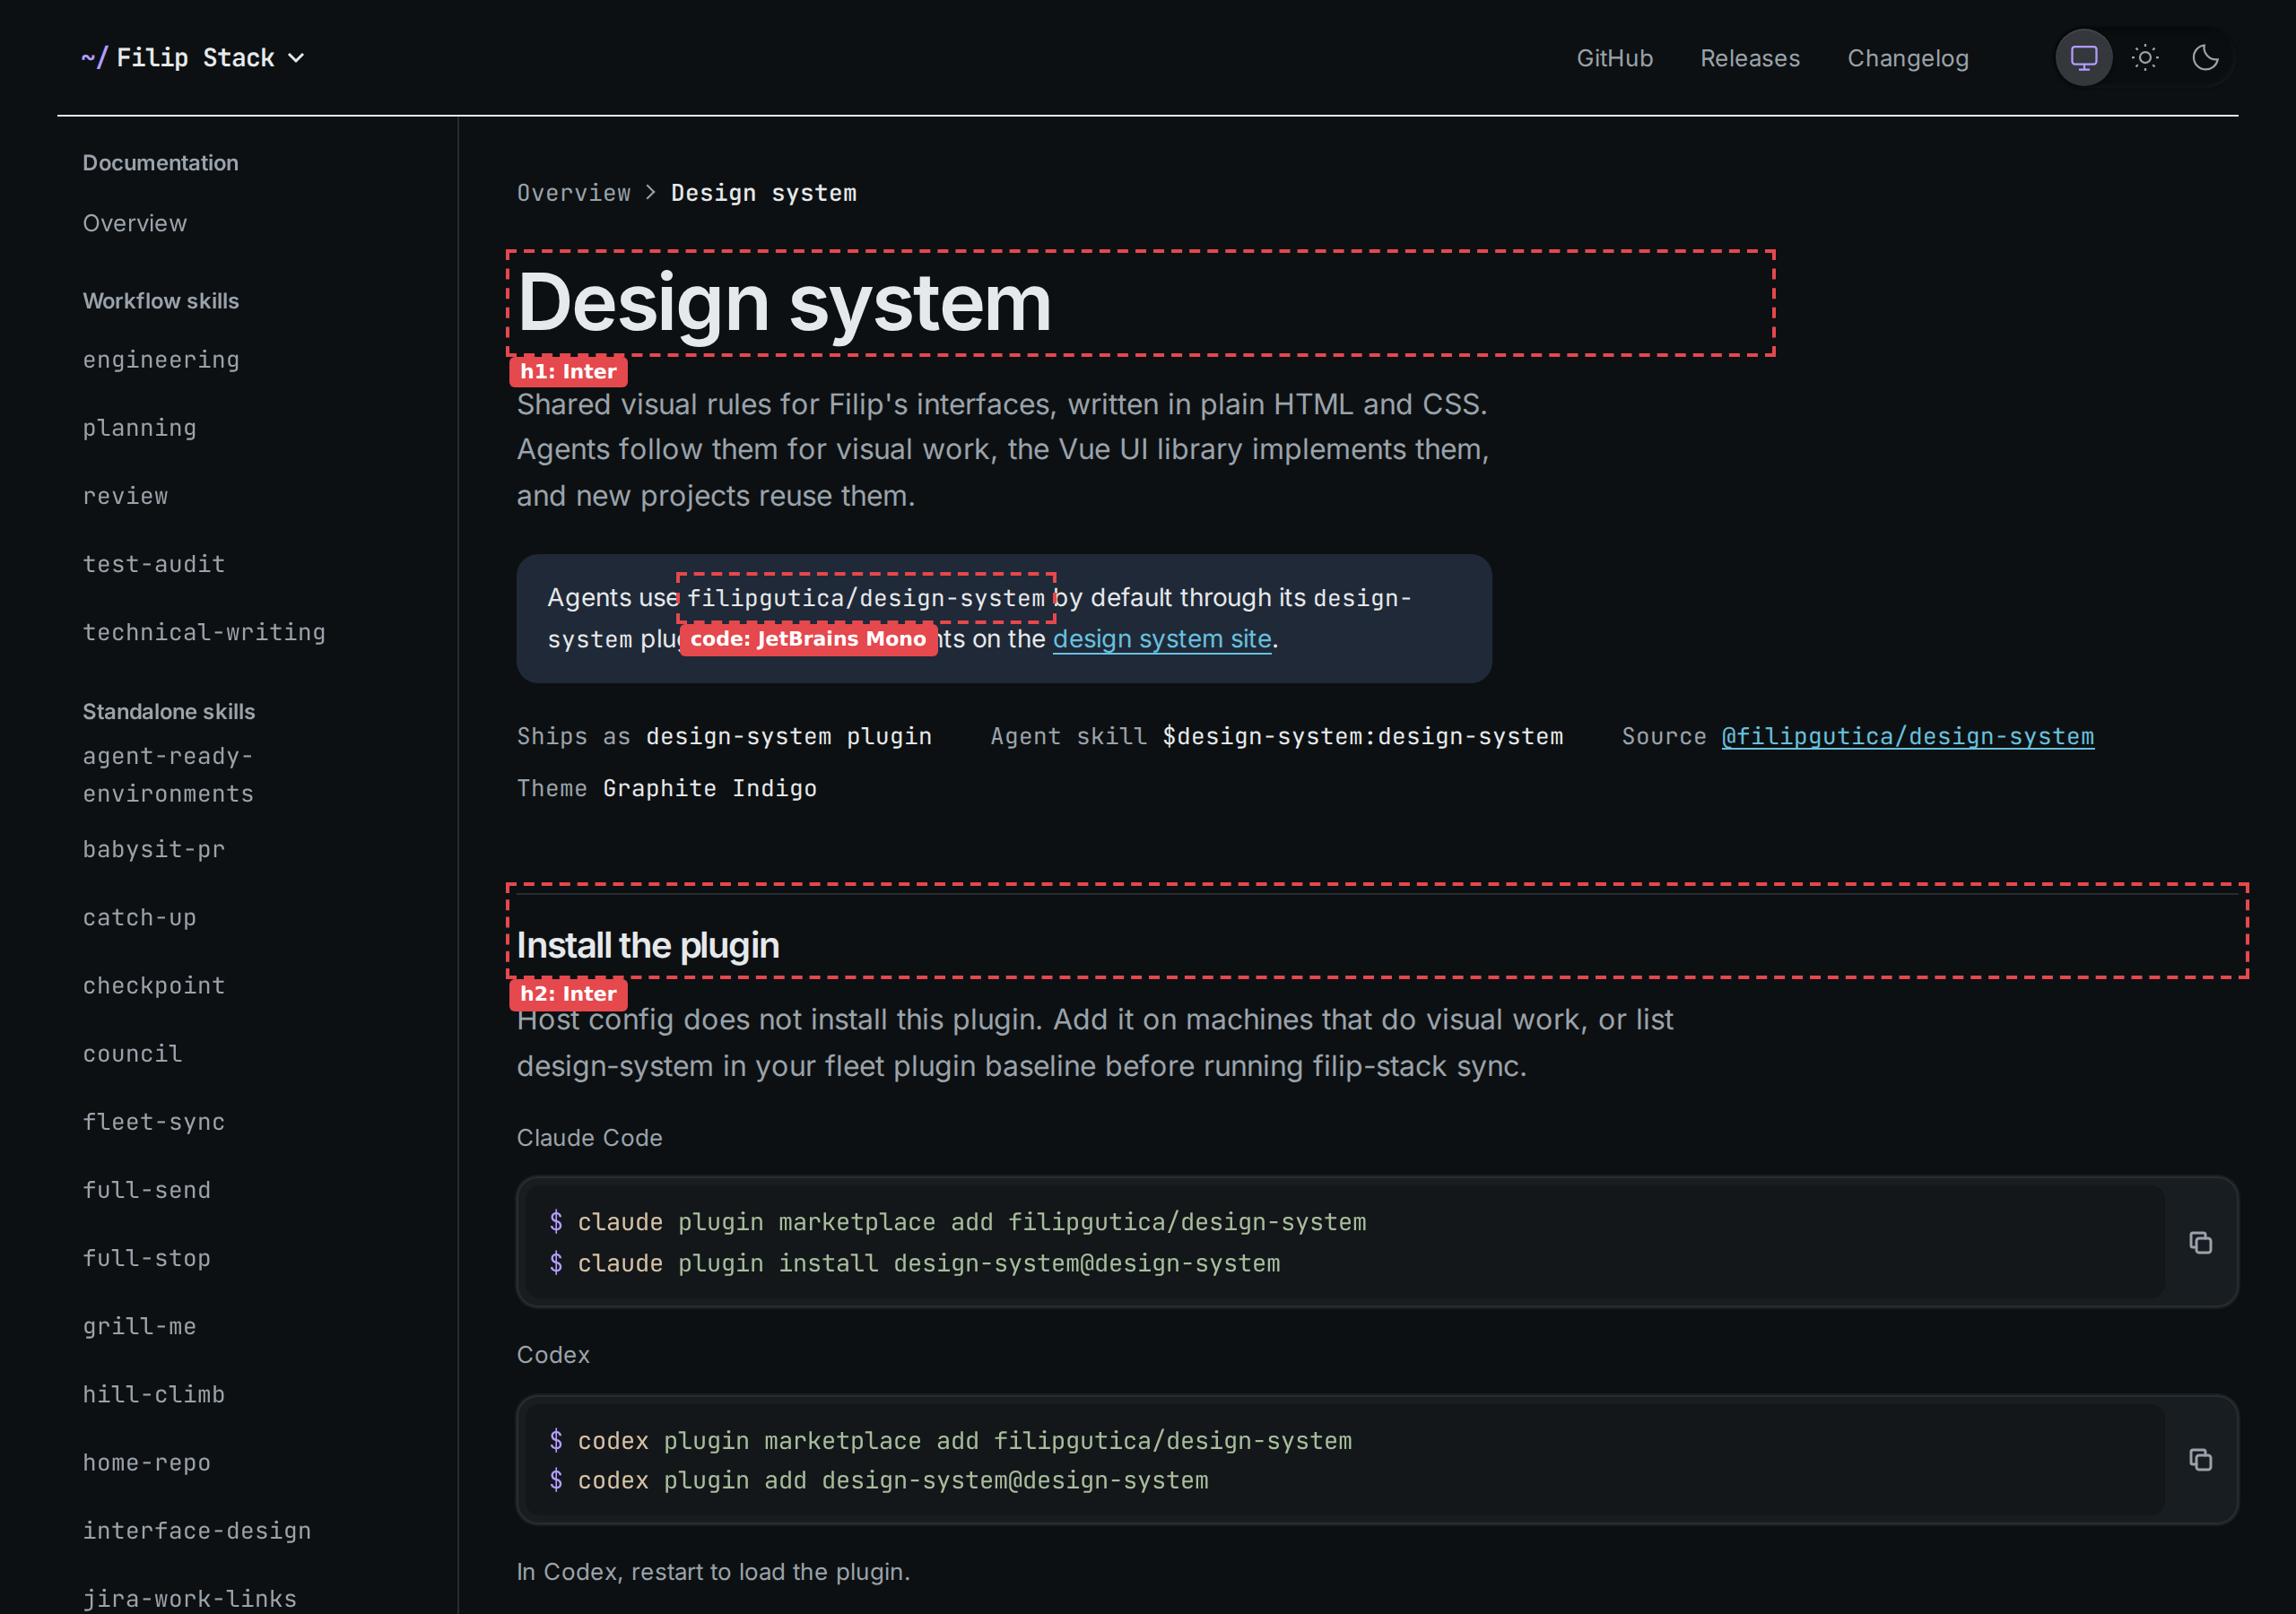 ~/ Filip Stack
GitHub Releases Changelog
Documentation
Overview
Workflow skills
engineering
planning
review
test-audit
technical-writing
Standalone skills
agent-ready-
environments
babysit-pr
catch-up
checkpoint
council
fleet-sync
full-send
full-stop
grill-me
hill-climb
home-repo
interface-design
jira-work-links
Overview > Design system
Design system
h1: Inter
Shared visual rules for Filip's interfaces, written in plain HTML and CSS.
Agents follow them for visual work, the Vue UI library implements them,
and new projects reuse them.
Agents use filipgutica/design-system by default through its design-
system plug code: JetBrains Mono nts on the design system site.
Ships as design-system plugin Agent skill $design-system:design-system Source @filipgutica/design-system
Theme Graphite Indigo
Install the plugin
h2: Inter
Host config does not install this plugin. Add it on machines that do visual work, or list
design-system in your fleet plugin baseline before running filip-stack sync.
Claude Code
$ claude plugin marketplace add filipgutica/design-system
$ claude plugin install design-system@design-system
Codex
$ codex plugin marketplace add filipgutica/design-system
$ codex plugin add design-system@design-system
In Codex, restart to load the plugin.